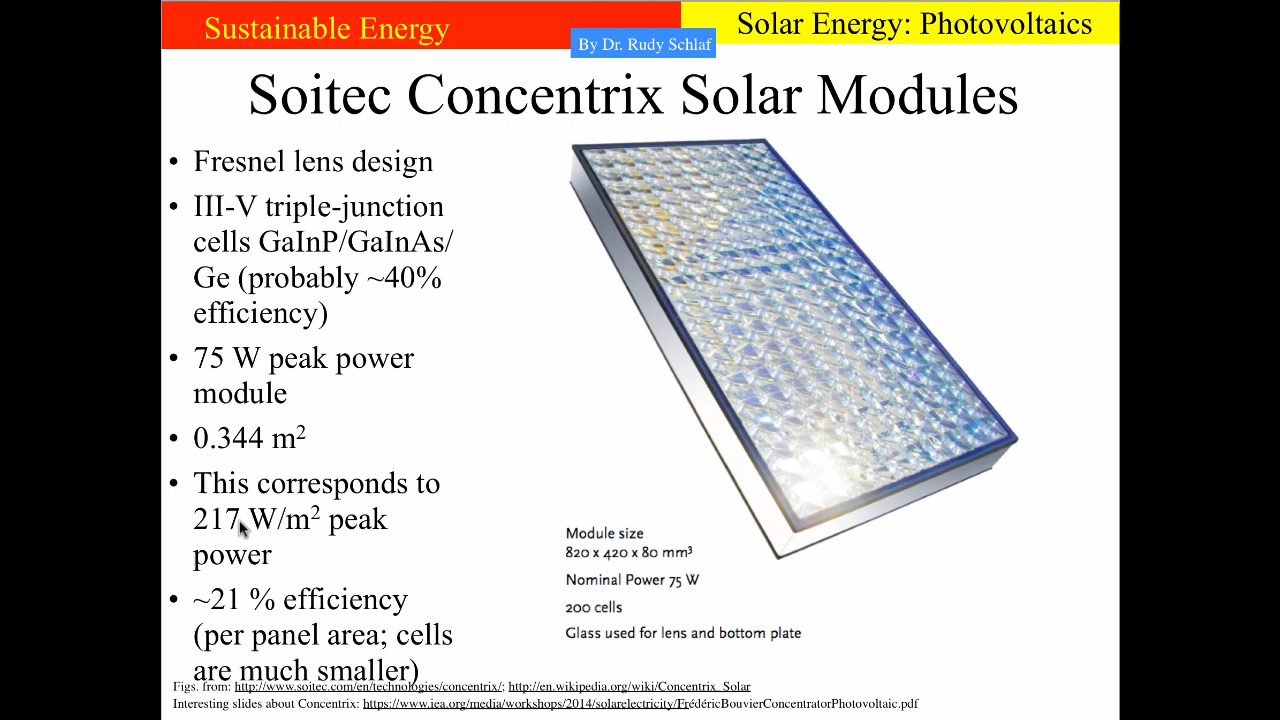 Sustainable Energy
Solar Energy: Photovoltaics
By Dr. Rudy Schlaf
Soitec Concentrix Solar Modules
• Fresnel lens design
• III-V triple-junction
cells GaInP/GaInAs/
Ge (probably ~40%
efficiency)
• 75 W peak power
module
• 0.344 m²
• This corresponds to
217 W/m² peak
power
• ~21 % efficiency
(per panel area; cells
are much smaller)
Module size
820 x 420 x 80 mm³
Nominal Power 75 W
200 cells
Glass used for lens and bottom plate
Figs. from: http://www.soitec.com/en/technologies/concentrix/; http://en.wikipedia.org/wiki/Concentrix_Solar
Interesting slides about Concentrix: https://www.iea.org/media/workshops/2014/solarelectricity/FrédéricBouvierConcentratorPhotovoltaic.pdf